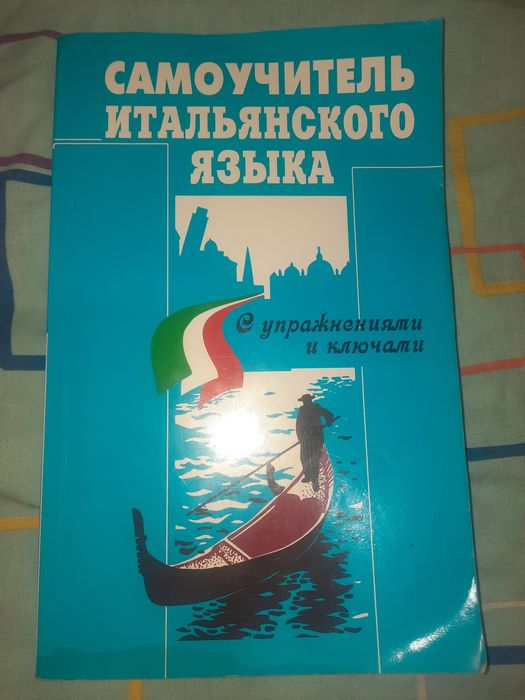 САМОУЧИТЕЛЬ
ИТАЛЬЯНСКОГО
ЯЗЫКА
С упражнениями
и ключами